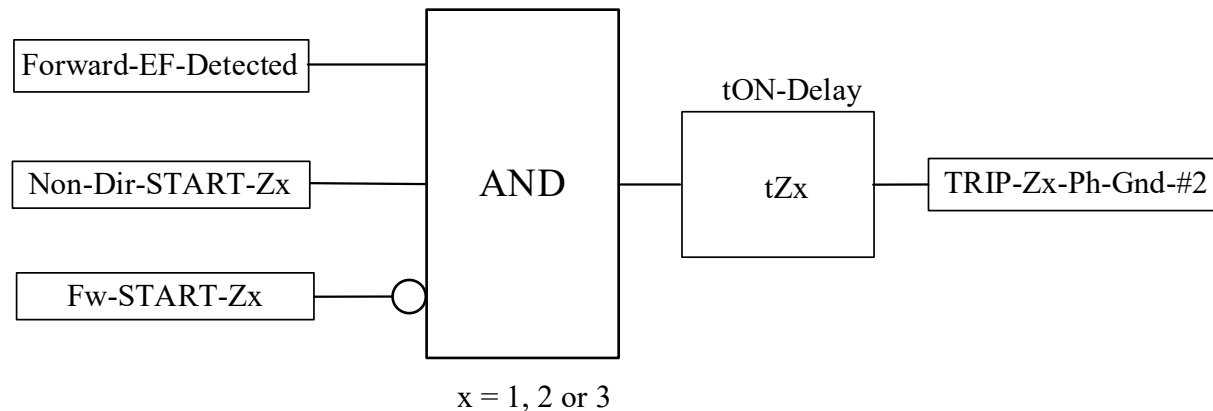 Forward-EF-Detected
tON-Delay
Non-Dir-START-Zx
AND
tZx
TRIP-Zx-Ph-Gnd-#2
Fw-START-Zx
x = 1, 2 or 3